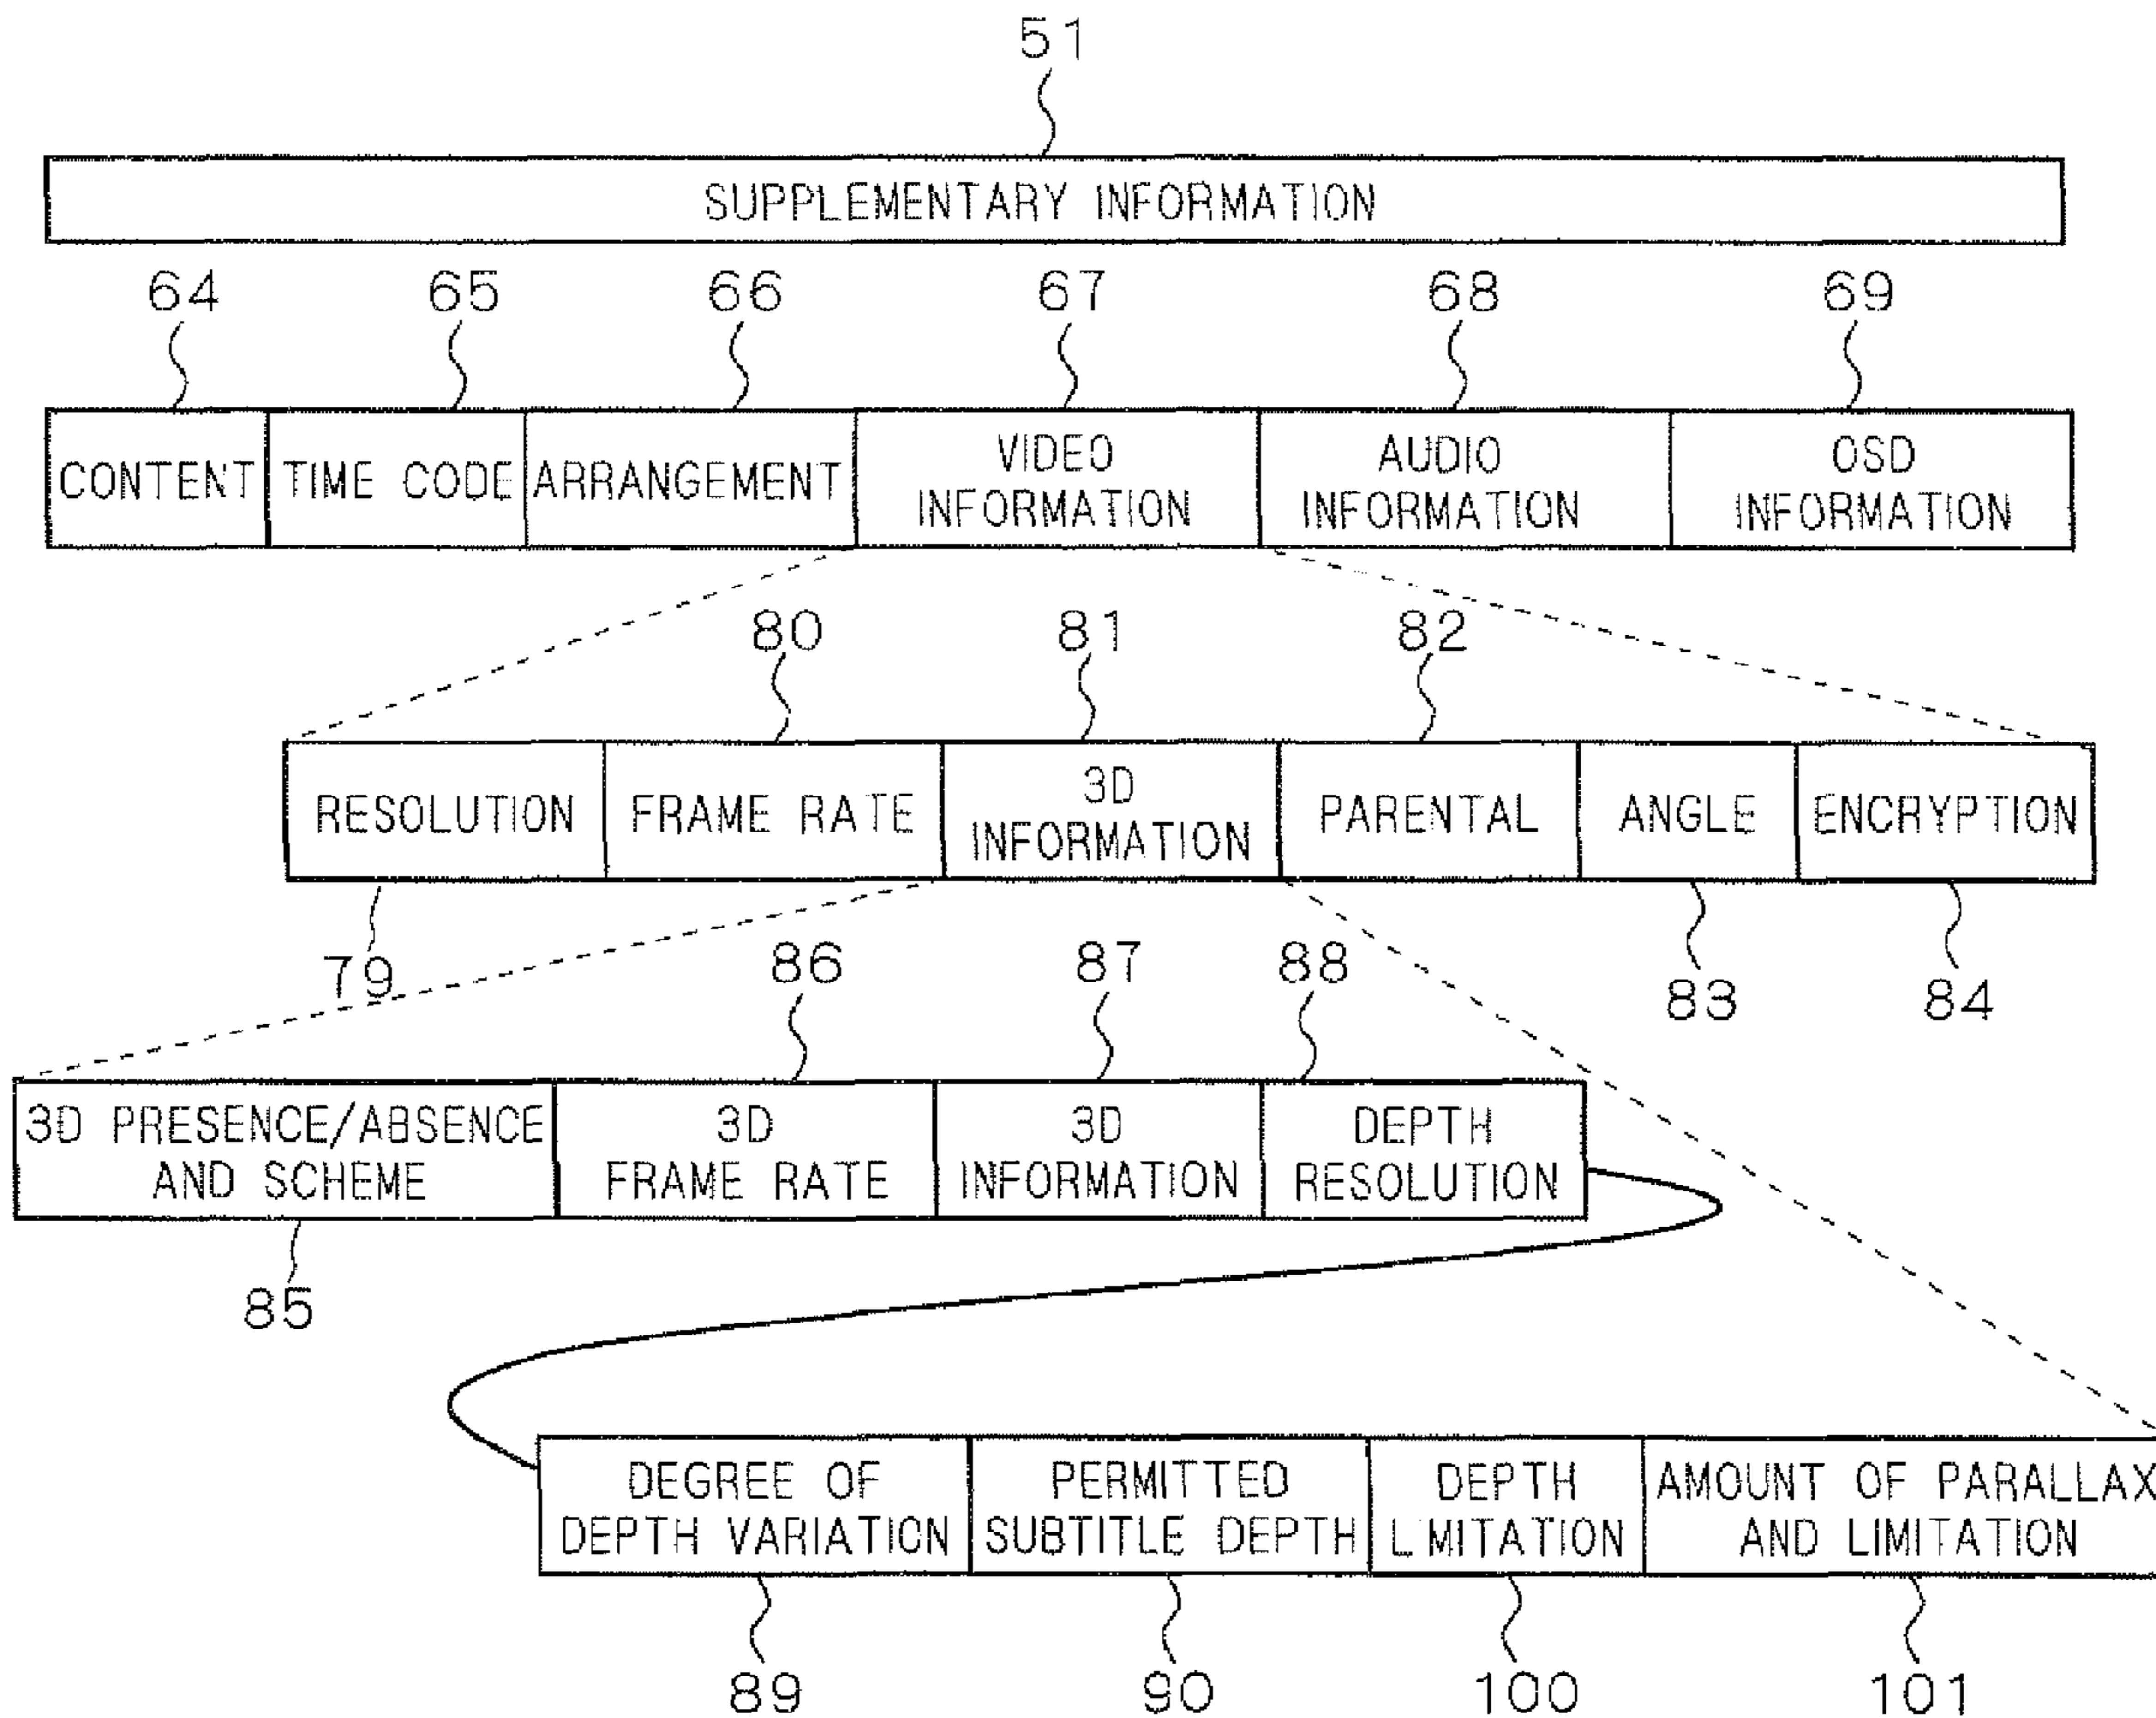 51
SUPPLEMENTARY INFORMATION
64 65 66 67 68 69
CONTENT
TIME CODE
ARRANGEMENT
VIDEO
INFORMATION
AUDIO
INFORMATION
OSD
INFORMATION
80 81 82
RESOLUTION
FRAME RATE
3D
INFORMATION
PARENTAL
ANGLE
ENCRYPTION
79 83 84
86 87 88
3D PRESENCE/ABSENCE
AND SCHEME
3D
FRAME RATE
3D
INFORMATION
DEPTH
RESOLUTION
85
DEGREE OF
DEPTH VARIATION
PERMITTED
SUBTITLE DEPTH
DEPTH
LIMITATION
AMOUNT OF PARALLAX
AND LIMITATION
89 90 100 101